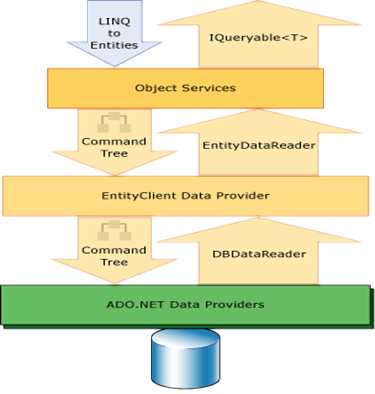 LINQ
to
Entities
IQueryable<T>
Object Services
Command
Tree
EntityDataReader
EntityClient Data Provider
Command
Tree
DBDataReader
ADO.NET Data Providers